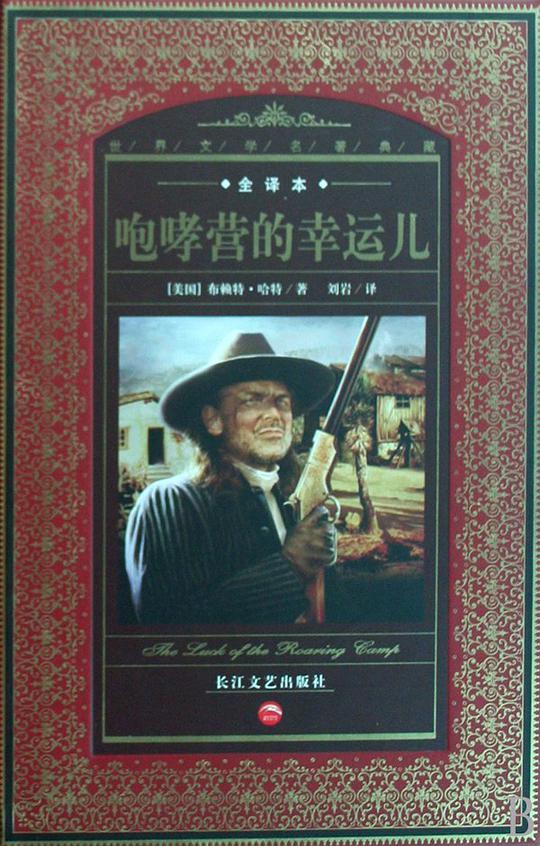 世/界/文/学/名/著/典/藏
全译本
咆哮营的幸运儿
[美国] 布赖特·哈特/著 刘岩/译
The Luck of the Roaring Camp
长江文艺出版社
B